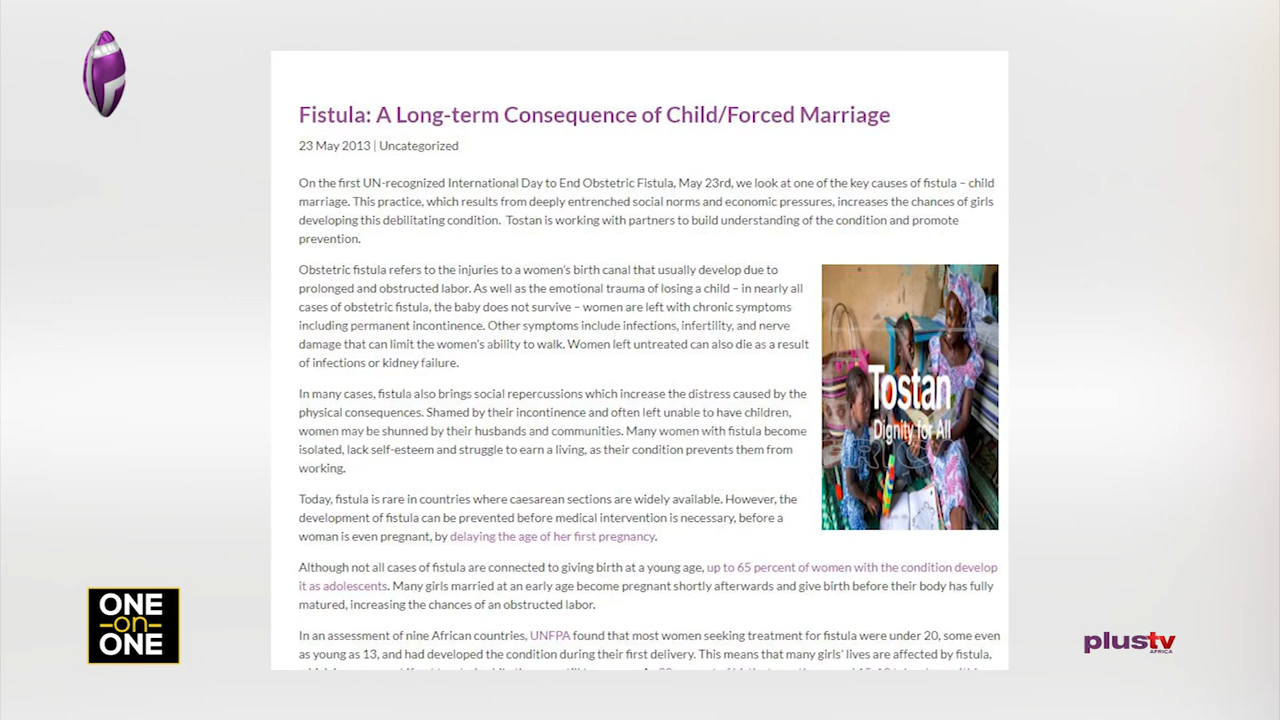 Fistula: A Long-term Consequence of Child/Forced Marriage
23 May 2013 | Uncategorized
On the first UN-recognized International Day to End Obstetric Fistula, May 23rd, we look at one of the key causes of fistula – child
marriage. This practice, which results from deeply entrenched social norms and economic pressures, increases the chances of girls
developing this debilitating condition. Tostan is working with partners to build understanding of the condition and promote
prevention.
Obstetric fistula refers to the injuries to a women's birth canal that usually develop due to
prolonged and obstructed labor. As well as the emotional trauma of losing a child – in nearly all
cases of obstetric fistula, the baby does not survive – women are left with chronic symptoms
including permanent incontinence. Other symptoms include infections, infertility, and nerve
damage that can limit the women's ability to walk. Women left untreated can also die as a result
of infections or kidney failure.
In many cases, fistula also brings social repercussions which increase the distress caused by the
physical consequences. Shamed by their incontinence and often left unable to have children,
women may be shunned by their husbands and communities. Many women with fistula become
isolated, lack self-esteem and struggle to earn a living, as their condition prevents them from
working.
Tostan
Dignity for All
Today, fistula is rare in countries where caesarean sections are widely available. However, the
development of fistula can be prevented before medical intervention is necessary, before a
woman is even pregnant, by delaying the age of her first pregnancy.
Although not all cases of fistula are connected to giving birth at a young age, up to 65 percent of women with the condition develop
it as adolescents. Many girls married at an early age become pregnant shortly afterwards and give birth before their body has fully
matured, increasing the chances of an obstructed labor.
In an assessment of nine African countries, UNFPA found that most women seeking treatment for fistula were under 20, some even
as young as 13, and had developed the condition during their first delivery. This means that many girls' lives are affected by fistula,
ONE
on
ONE
plustv
AFRICA